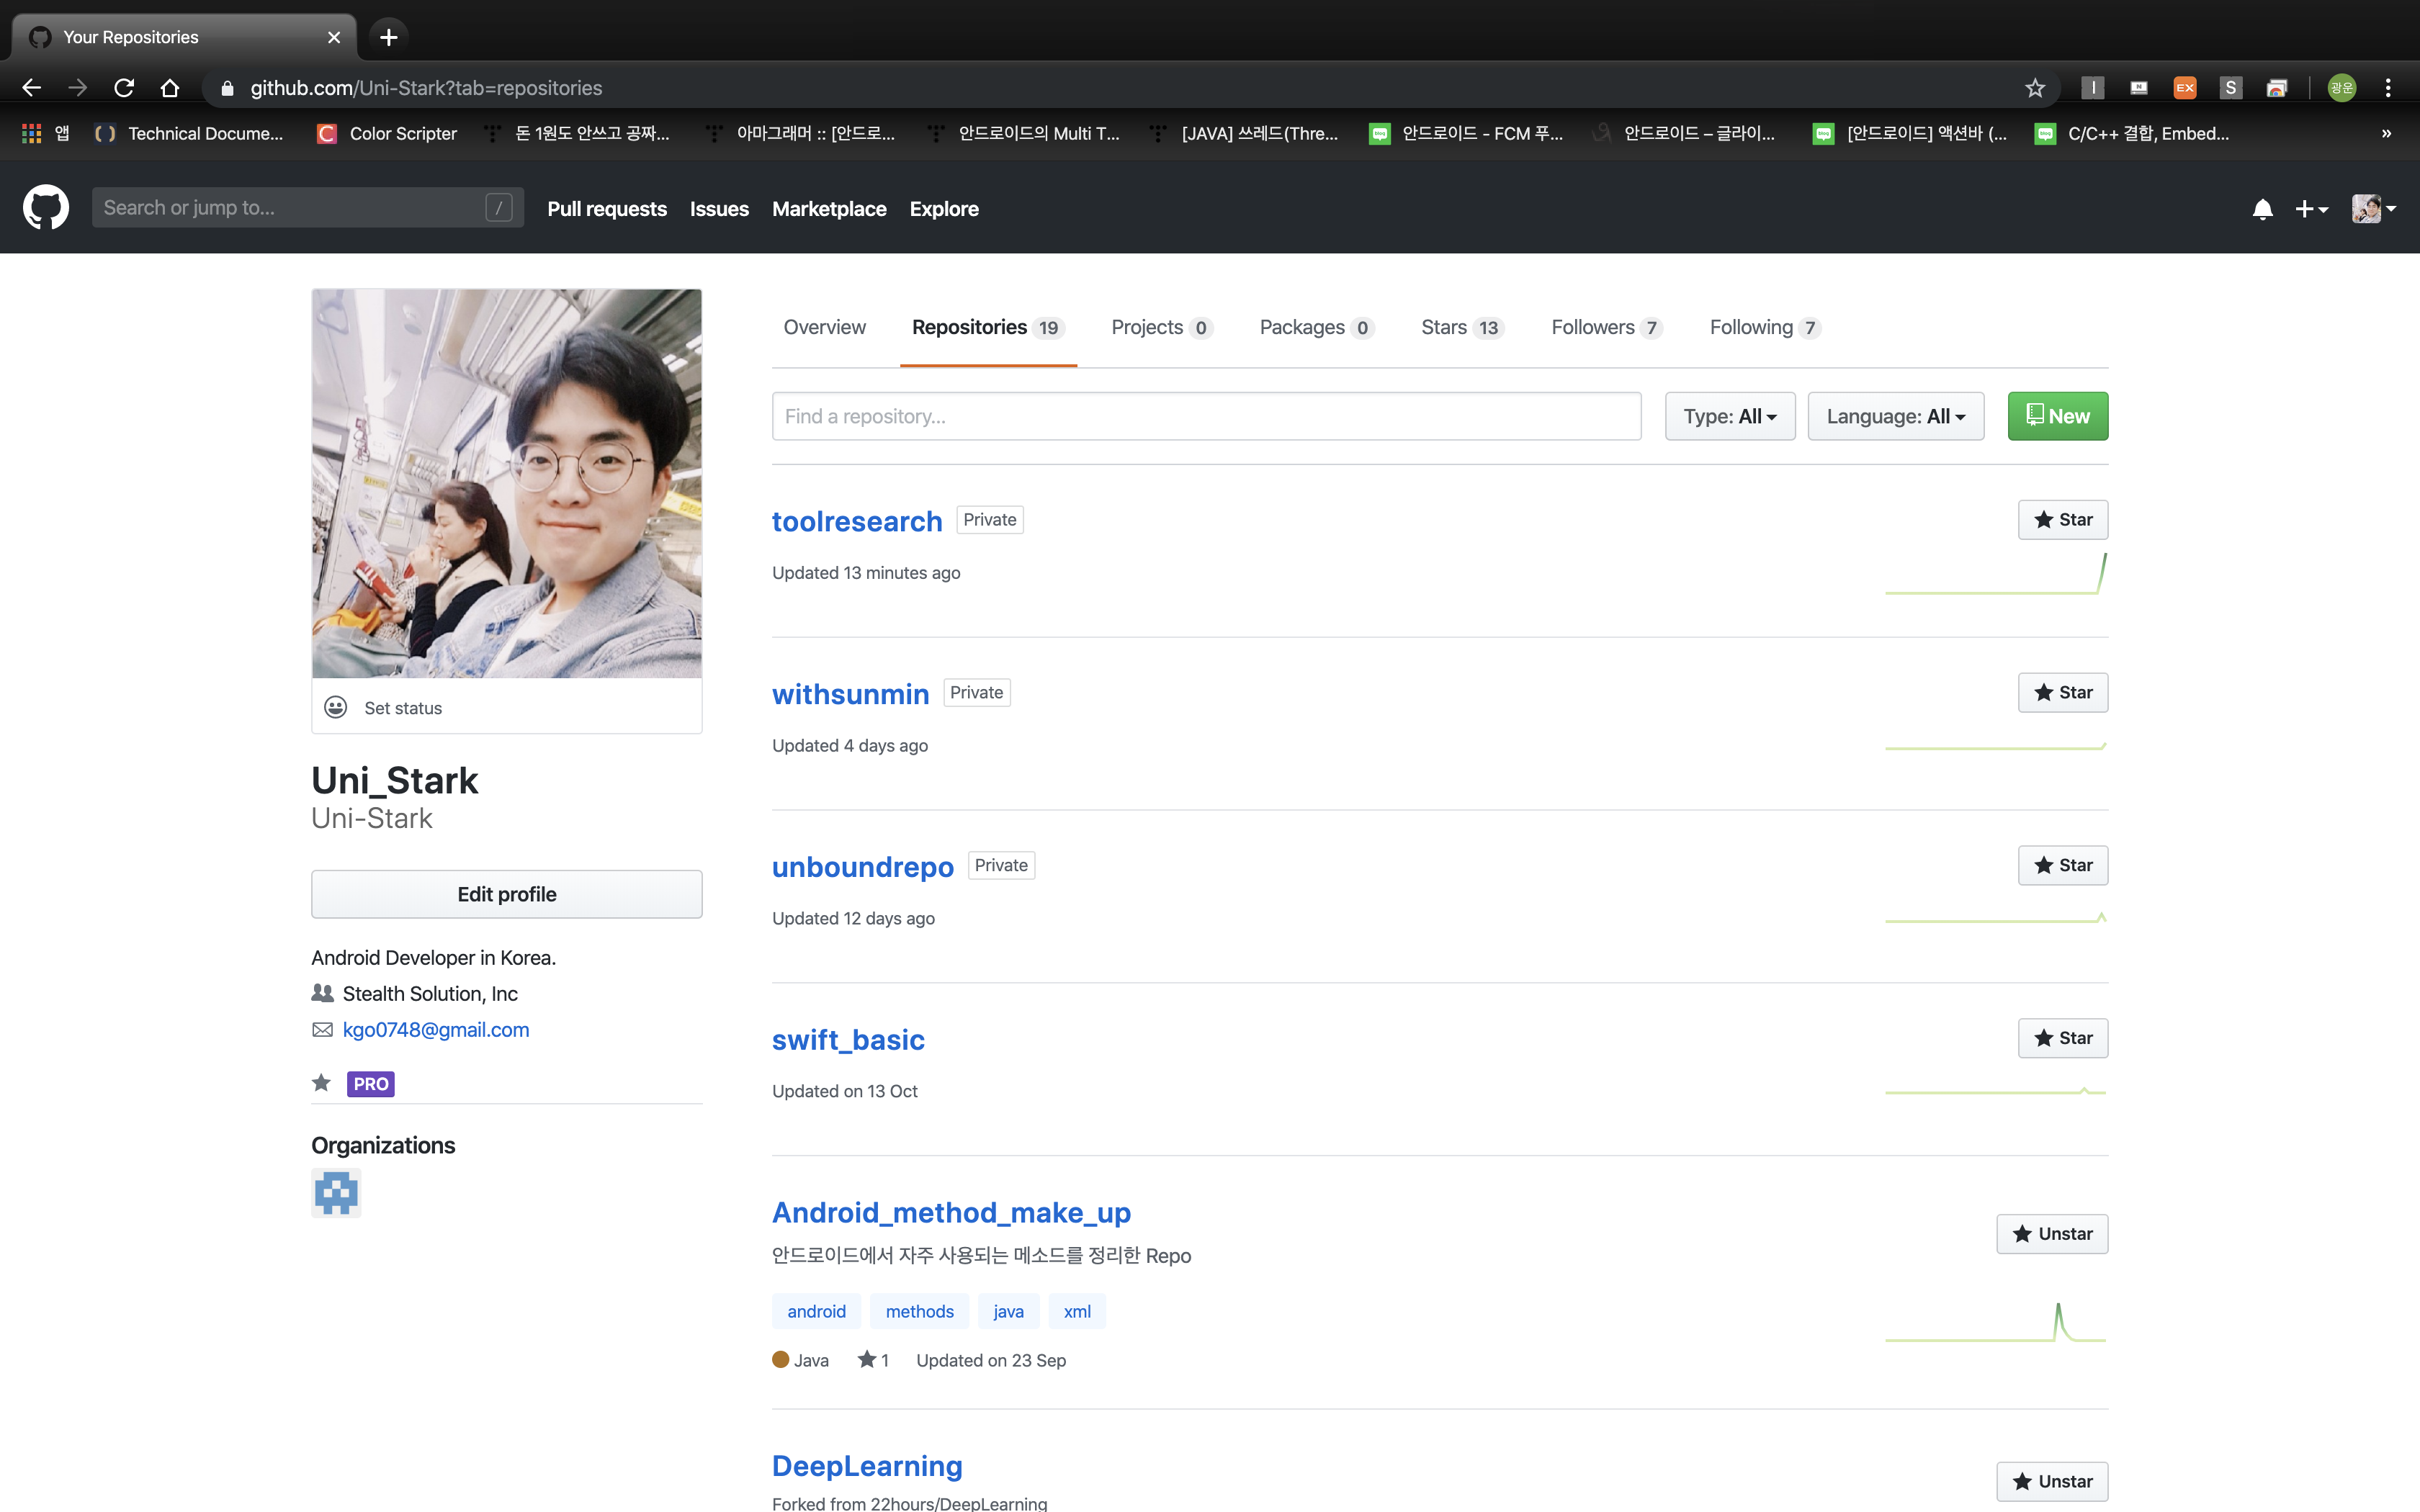 Your Repositories
github.com/Uni-Stark?tab=repositories
I EX S 광운
앱 Technical Docume... Color Scripter 돈 1원도 안쓰고 공짜... 아마그래머 :: [안드로... 안드로이드의 Multi T... [JAVA] 쓰레드(Thre... 안드로이드 - FCM 푸... 안드로이드 – 글라이... [안드로이드] 액션바 (... C/C++ 결합, Embed... »
Search or jump to... / Pull requests Issues Marketplace Explore
Overview Repositories 19 Projects 0 Packages 0 Stars 13 Followers 7 Following 7
Find a repository... Type: All Language: All New
Set status
Uni_Stark
Uni-Stark
Edit profile
Android Developer in Korea.
Stealth Solution, Inc
kgo0748@gmail.com
PRO
Organizations
toolresearch Private Star
Updated 13 minutes ago
withsunmin Private Star
Updated 4 days ago
unboundrepo Private Star
Updated 12 days ago
swift_basic Star
Updated on 13 Oct
Android_method_make_up Unstar
안드로이드에서 자주 사용되는 메소드를 정리한 Repo
android methods java xml
Java 1 Updated on 23 Sep
DeepLearning Unstar
Forked from 22hours/DeepLearning